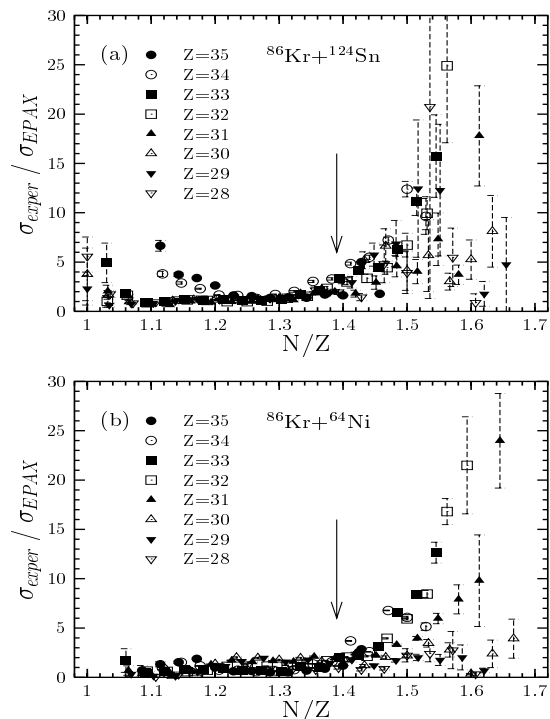 30
25
20
15
10
5
0
σexper / σEPAX
(a)
Z=35
Z=34
Z=33
Z=32
Z=31
Z=30
Z=29
Z=28
⁸⁶Kr+¹²⁴Sn
1 1.1 1.2 1.3 1.4 1.5 1.6 1.7
N/Z
30
25
20
15
10
5
0
σexper / σEPAX
(b)
Z=35
Z=34
Z=33
Z=32
Z=31
Z=30
Z=29
Z=28
⁸⁶Kr+⁶⁴Ni
1 1.1 1.2 1.3 1.4 1.5 1.6 1.7
N/Z